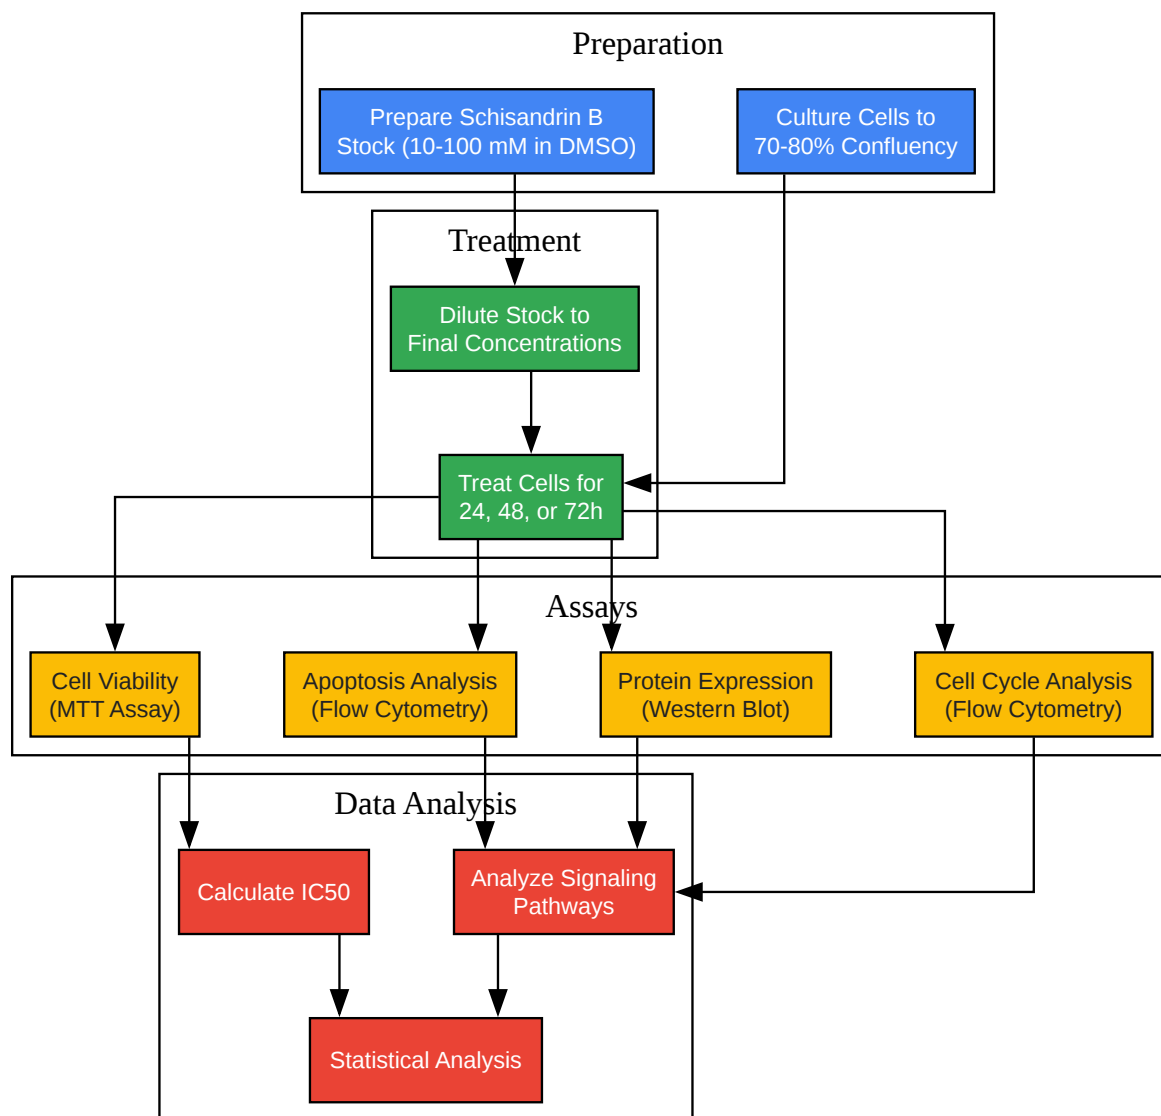 Preparation
Prepare Schisandrin B
Stock (10-100 mM in DMSO)
Culture Cells to
70-80% Confluency
Treatment
Dilute Stock to
Final Concentrations
Treat Cells for
24, 48, or 72h
Assays
Cell Viability
(MTT Assay)
Apoptosis Analysis
(Flow Cytometry)
Protein Expression
(Western Blot)
Cell Cycle Analysis
(Flow Cytometry)
Data Analysis
Calculate IC50
Analyze Signaling
Pathways
Statistical Analysis